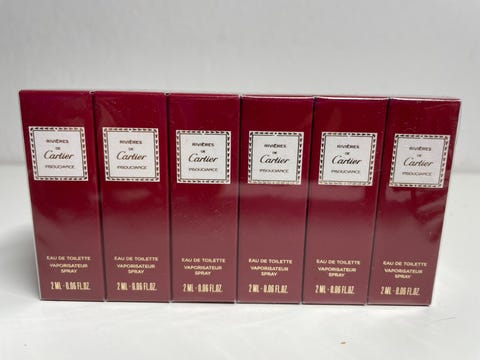 RIVIÈRES
DE
Cartier
INSOUCIANCE
EAU DE TOILETTE
VAPORISATEUR
SPRAY
2 ML - 0.06 FL.OZ.
RIVIÈRES
DE
Cartier
INSOUCIANCE
EAU DE TOILETTE
VAPORISATEUR
SPRAY
2 ML - 0.06 FL.OZ.
RIVIÈRES
DE
Cartier
INSOUCIANCE
EAU DE TOILETTE
VAPORISATEUR
SPRAY
2 ML - 0.06 FL.OZ.
RIVIÈRES
DE
Cartier
INSOUCIANCE
EAU DE TOILETTE
VAPORISATEUR
SPRAY
2 ML - 0.06 FL.OZ.
RIVIÈRES
DE
Cartier
INSOUCIANCE
EAU DE TOILETTE
VAPORISATEUR
SPRAY
2 ML - 0.06 FL.OZ.
RIVIÈRES
DE
Cartier
INSOUCIANCE
EAU DE TOILETTE
VAPORISATEUR
SPRAY
2 ML - 0.06 FL.OZ.